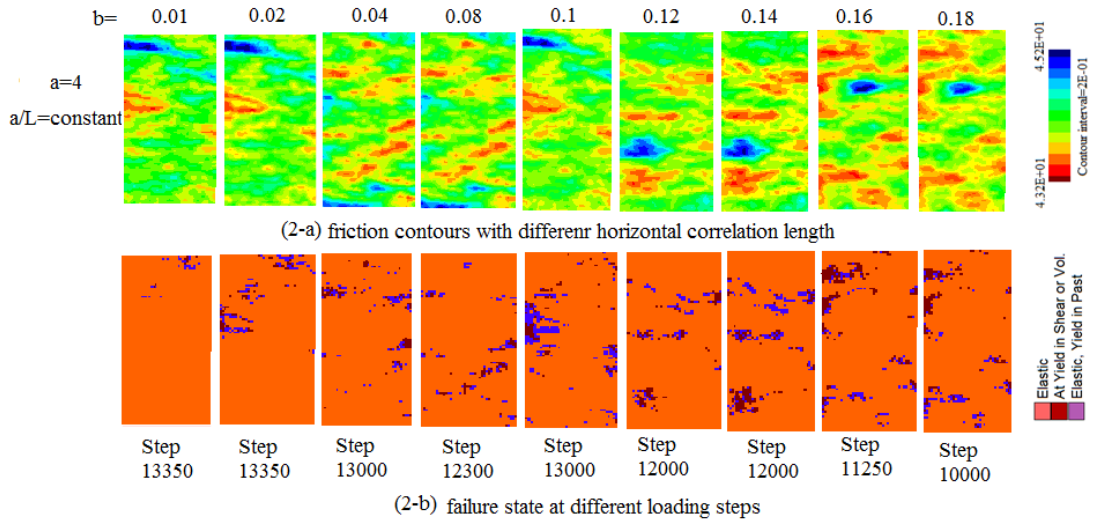 b= 0.01 0.02 0.04 0.08 0.1 0.12 0.14 0.16 0.18
a=4
a/L=constant
4.52E+01
Contour interval=2E-01
4.32E+01
(2-a) friction contours with differenr horizontal correlation length
Elastic
At Yield in Shear or Vol.
Elastic, Yield in Past
Step Step Step Step Step Step Step Step Step
13350 13350 13000 12300 13000 12000 12000 11250 10000
(2-b) failure state at different loading steps